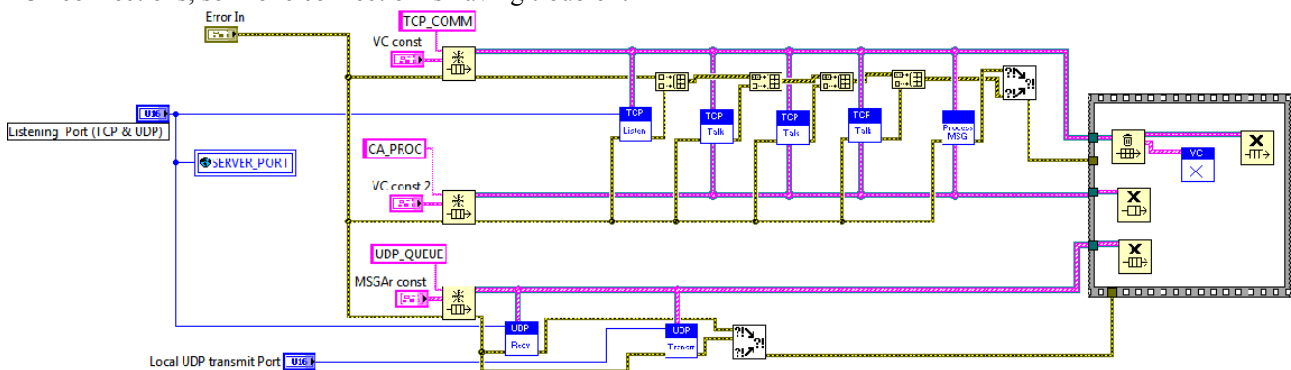 Error In
TCP_COMM
VC const
U16
Listening Port (TCP & UDP)
SERVER_PORT
TCP
Listen
TCP
Talk
TCP
Talk
TCP
Talk
Process
MSG
CA_PROC
VC const 2
VC
UDP_QUEUE
MSGAr const
UDP
Recv
UDP
Transm
Local UDP transmit Port
U16